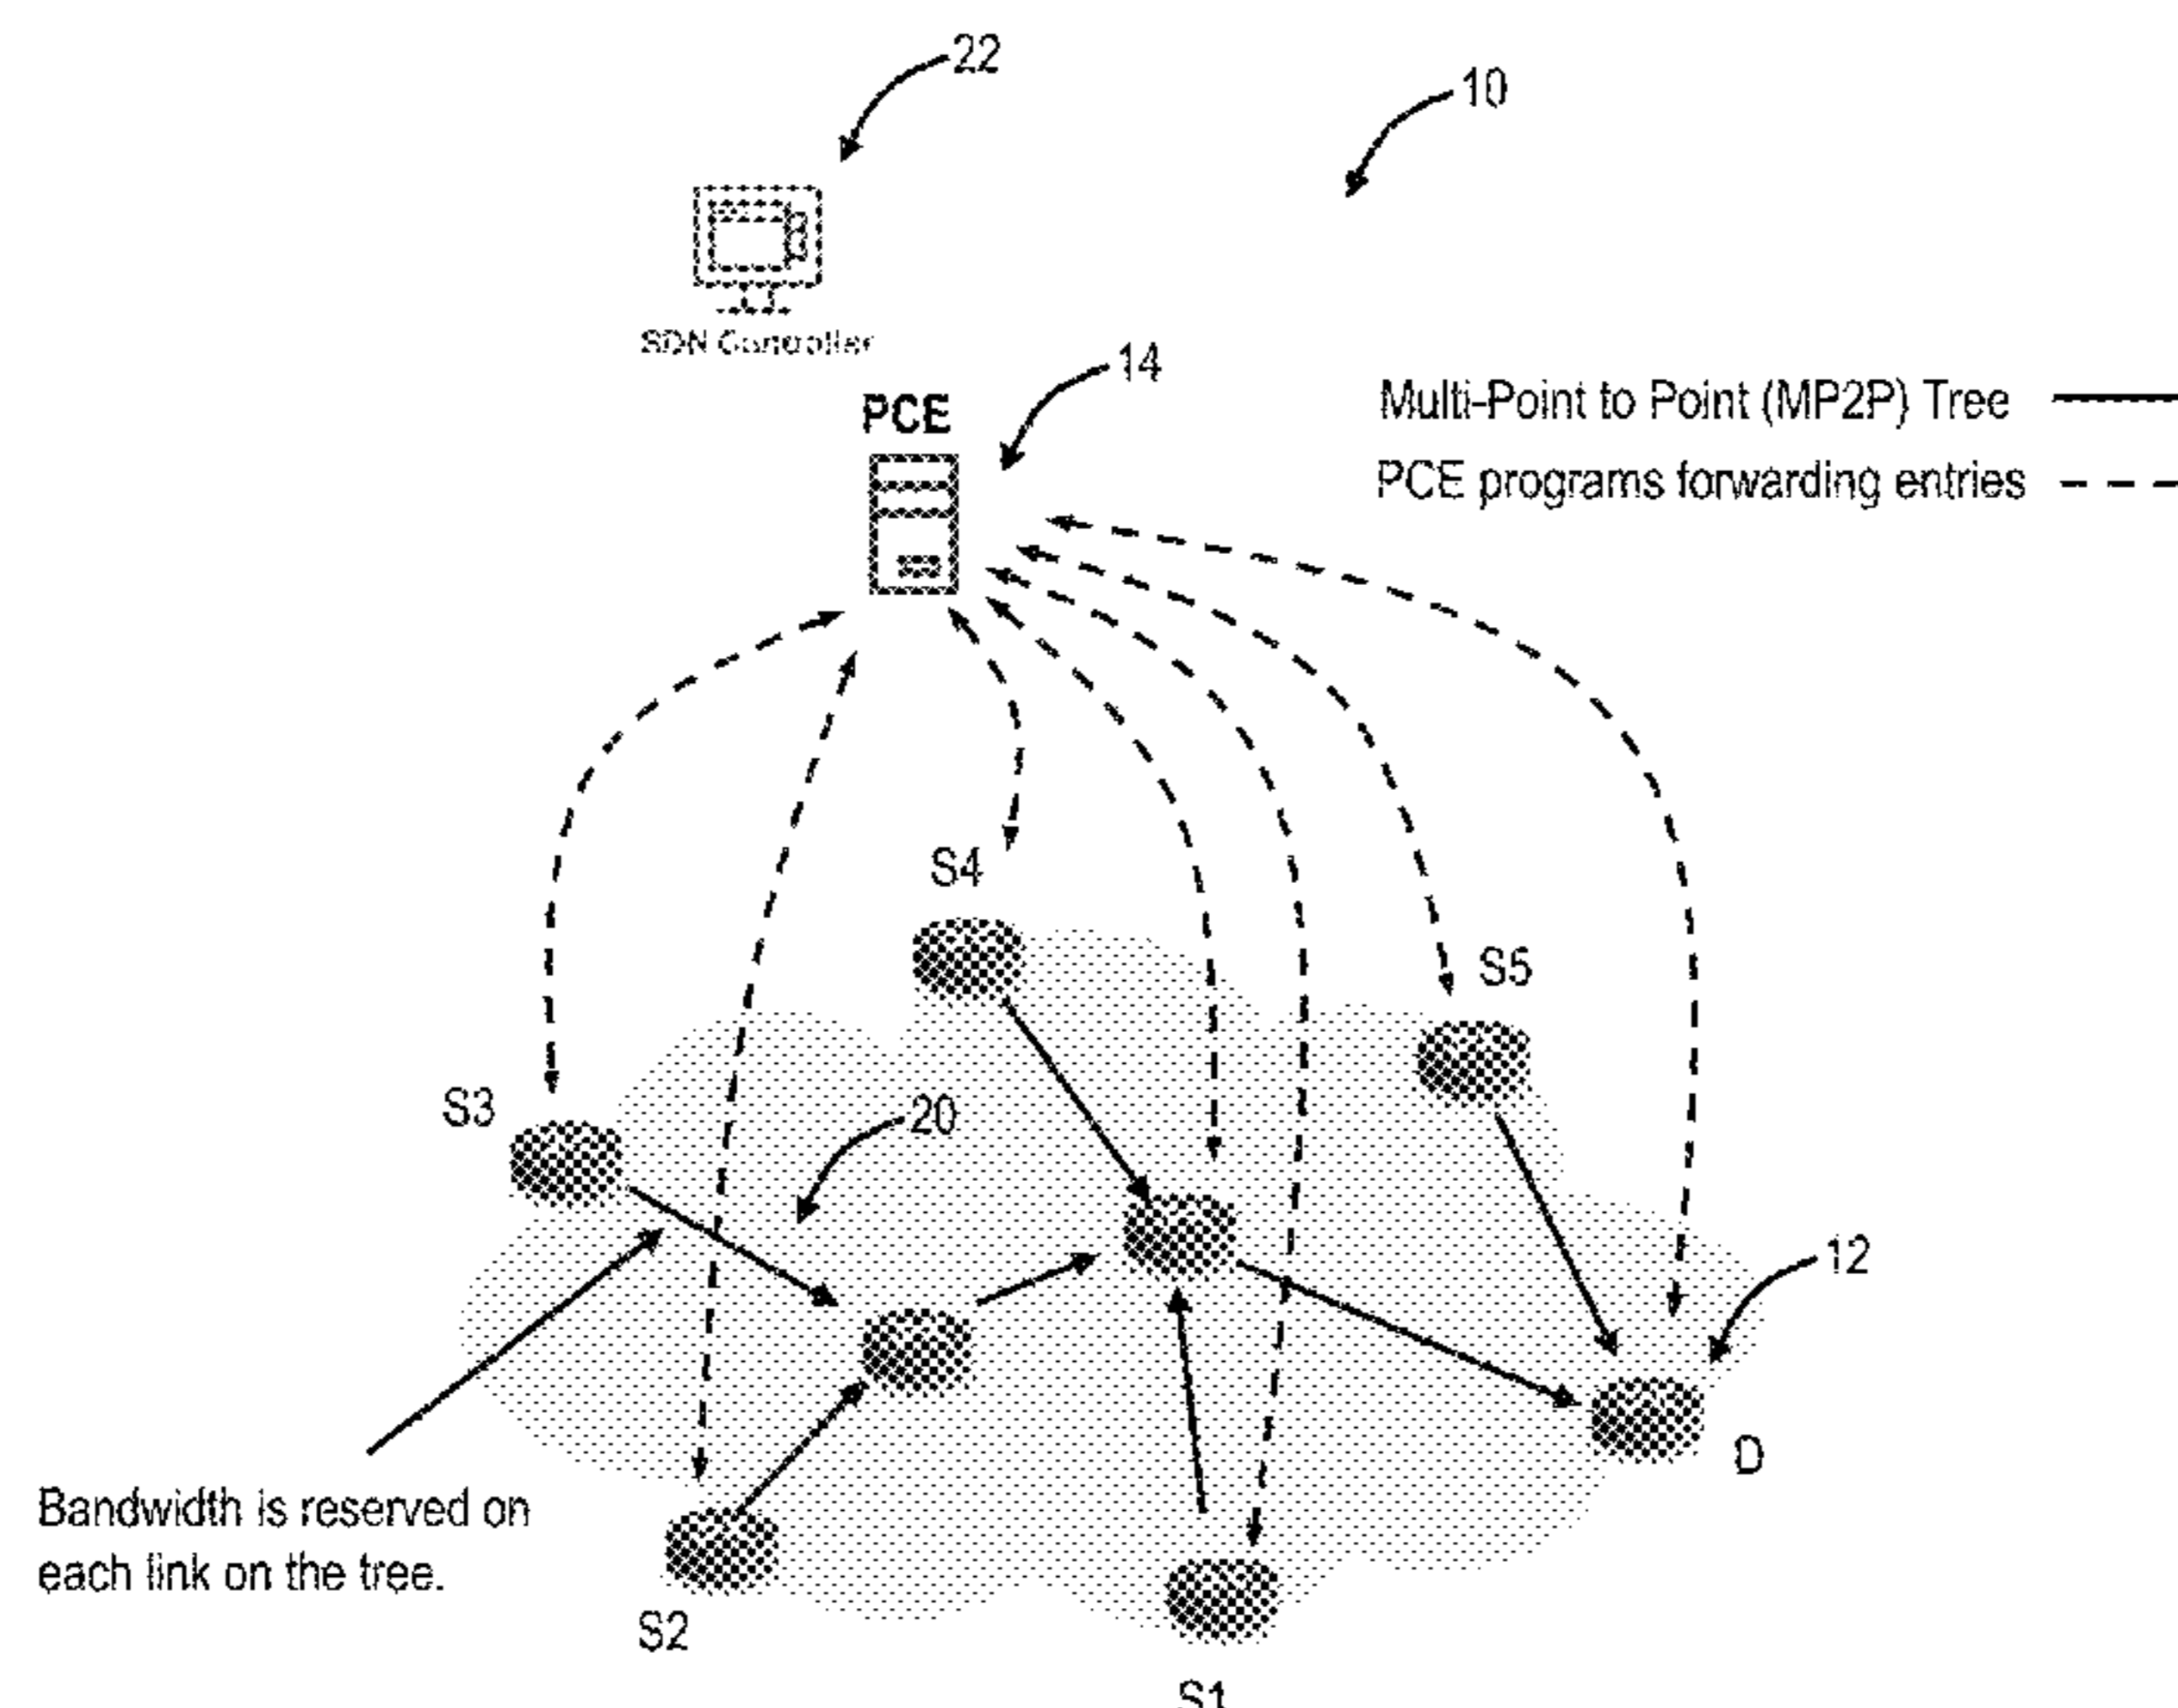 22
10
SDN Controller
14
PCE
Multi-Point to Point (MP2P) Tree
PCE programs forwarding entries
S4
S5
S3
20
12
D
Bandwidth is reserved on
each link on the tree.
S2
S1